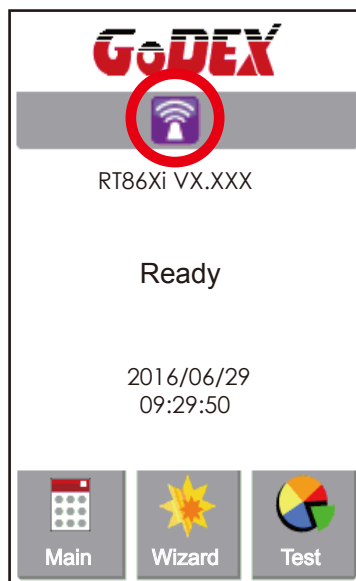 GoDEX
RT86Xi VX.XXX
Ready
2016/06/29
09:29:50
Main Wizard Test